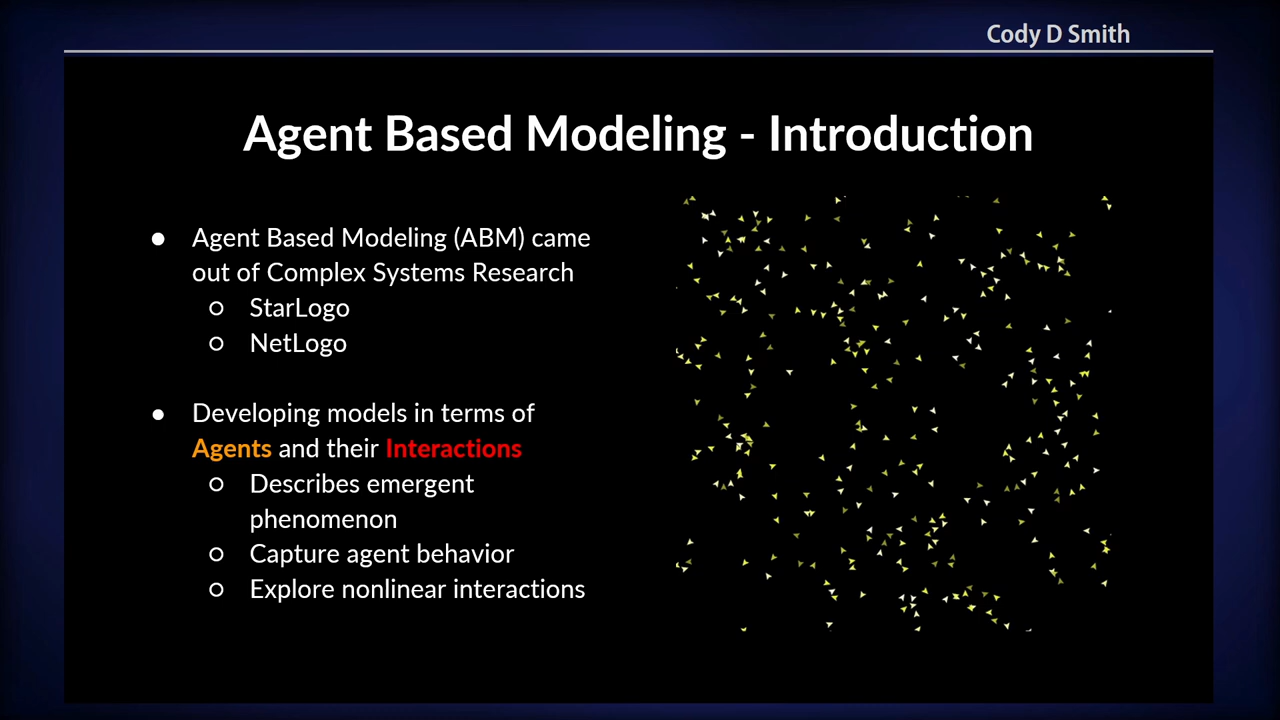 Cody D Smith
Agent Based Modeling - Introduction
● Agent Based Modeling (ABM) came
out of Complex Systems Research
○ StarLogo
○ NetLogo
● Developing models in terms of
Agents and their Interactions
○ Describes emergent
phenomenon
○ Capture agent behavior
○ Explore nonlinear interactions